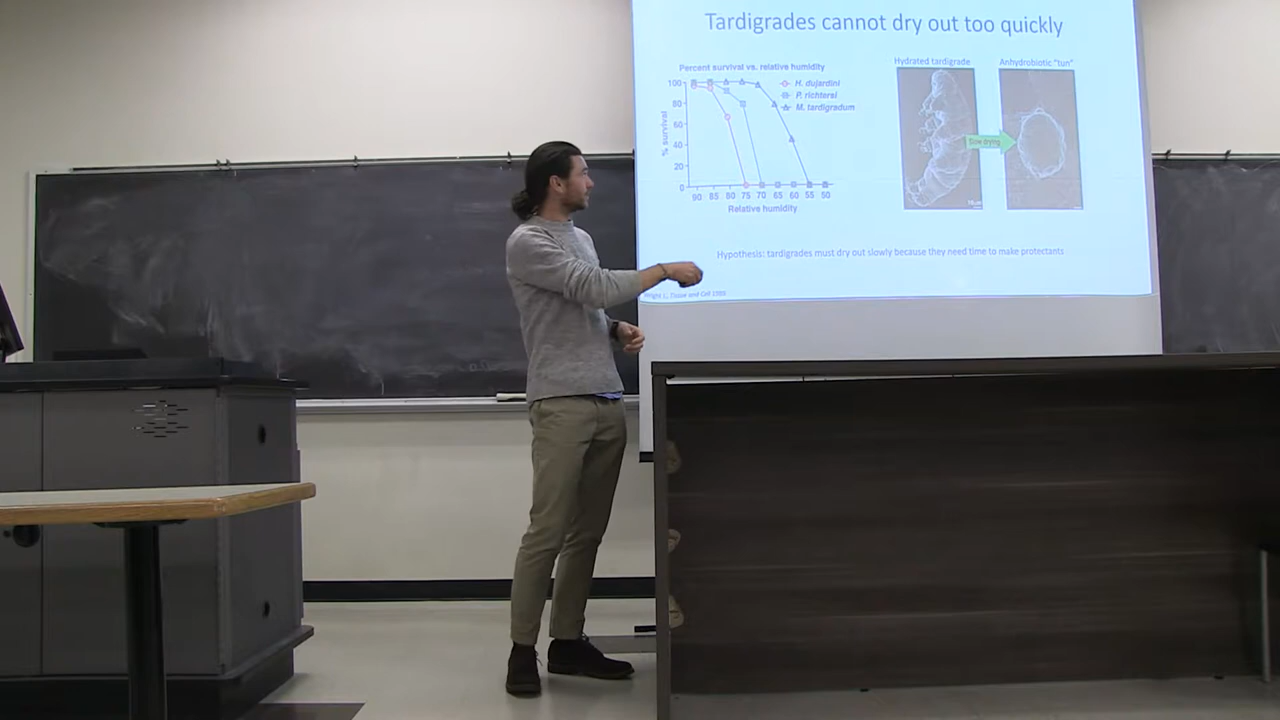 Tardigrades cannot dry out too quickly
Percent survival vs. relative humidity
H. dujardini
P. richtersi
M. tardigradum
% survival
100
80
60
40
20
0
90 85 80 75 70 65 60 55 50
Relative humidity
Hydrated tardigrade
Anhydrobiotic "tun"
Slow drying
Hypothesis: tardigrades must dry out slowly because they need time to make protectants